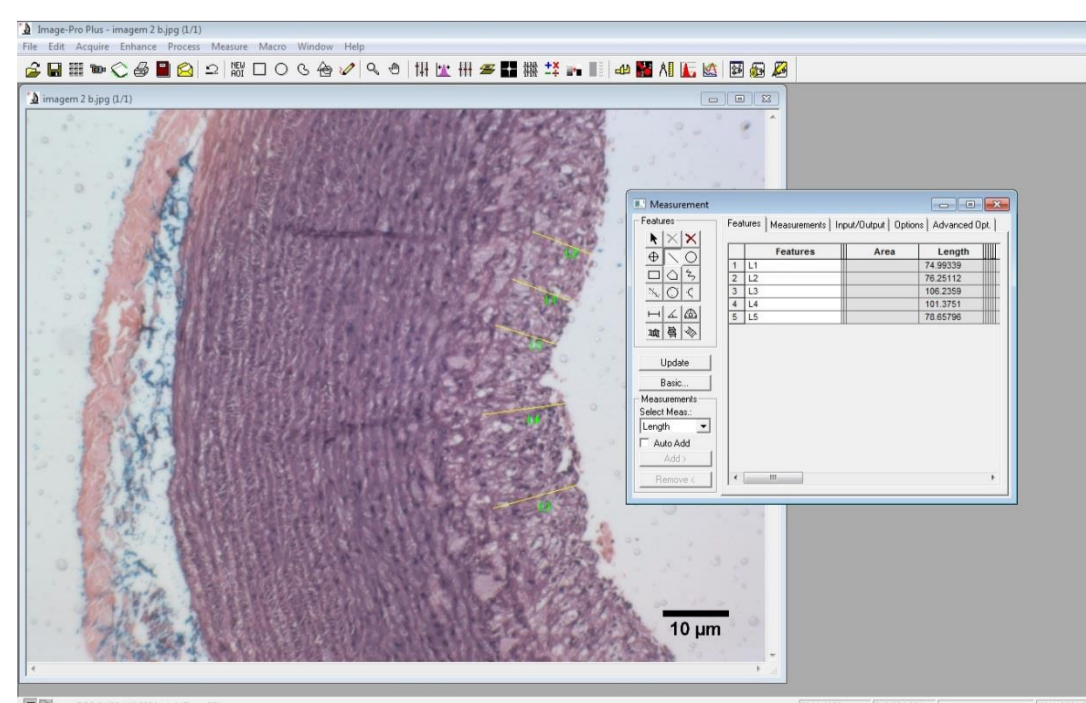 Image-Pro Plus - imagem 2 b.jpg (1/1)
File Edit Acquire Enhance Process Measure Macro Window Help
NEW ROI
imagem 2 b.jpg (1/1)
10 µm
Measurement
Features
Features Measurements Input/Output Options Advanced Opt.
Features Area Length
1 L1 74.99339
2 L2 76.25112
3 L3 106.2359
4 L4 101.3751
5 L5 78.65796
Update
Basic...
Measurements
Select Meas.:
Length
Auto Add
Add >
Remove <